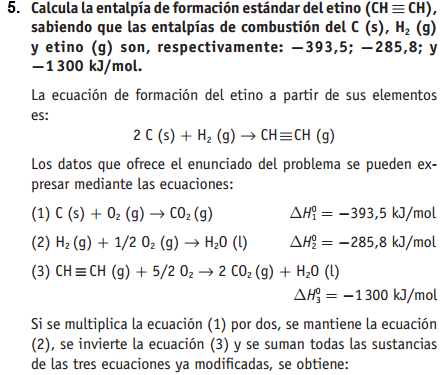 5. Calcula la entalpía de formación estándar del etino (CH ≡ CH),
sabiendo que las entalpías de combustión del C (s), H₂ (g)
y etino (g) son, respectivamente: −393,5; −285,8; y
−1 300 kJ/mol.
La ecuación de formación del etino a partir de sus elementos
es:
2 C (s) + H₂ (g) → CH≡CH (g)
Los datos que ofrece el enunciado del problema se pueden ex-
presar mediante las ecuaciones:
(1) C (s) + O₂ (g) → CO₂ (g) ΔH₁⁰ = −393,5 kJ/mol
(2) H₂ (g) + 1/2 O₂ (g) → H₂O (l) ΔH₂⁰ = −285,8 kJ/mol
(3) CH ≡ CH (g) + 5/2 O₂ → 2 CO₂ (g) + H₂O (l)
ΔH₃⁰ = −1 300 kJ/mol
Si se multiplica la ecuación (1) por dos, se mantiene la ecuación
(2), se invierte la ecuación (3) y se suman todas las sustancias
de las tres ecuaciones ya modificadas, se obtiene: